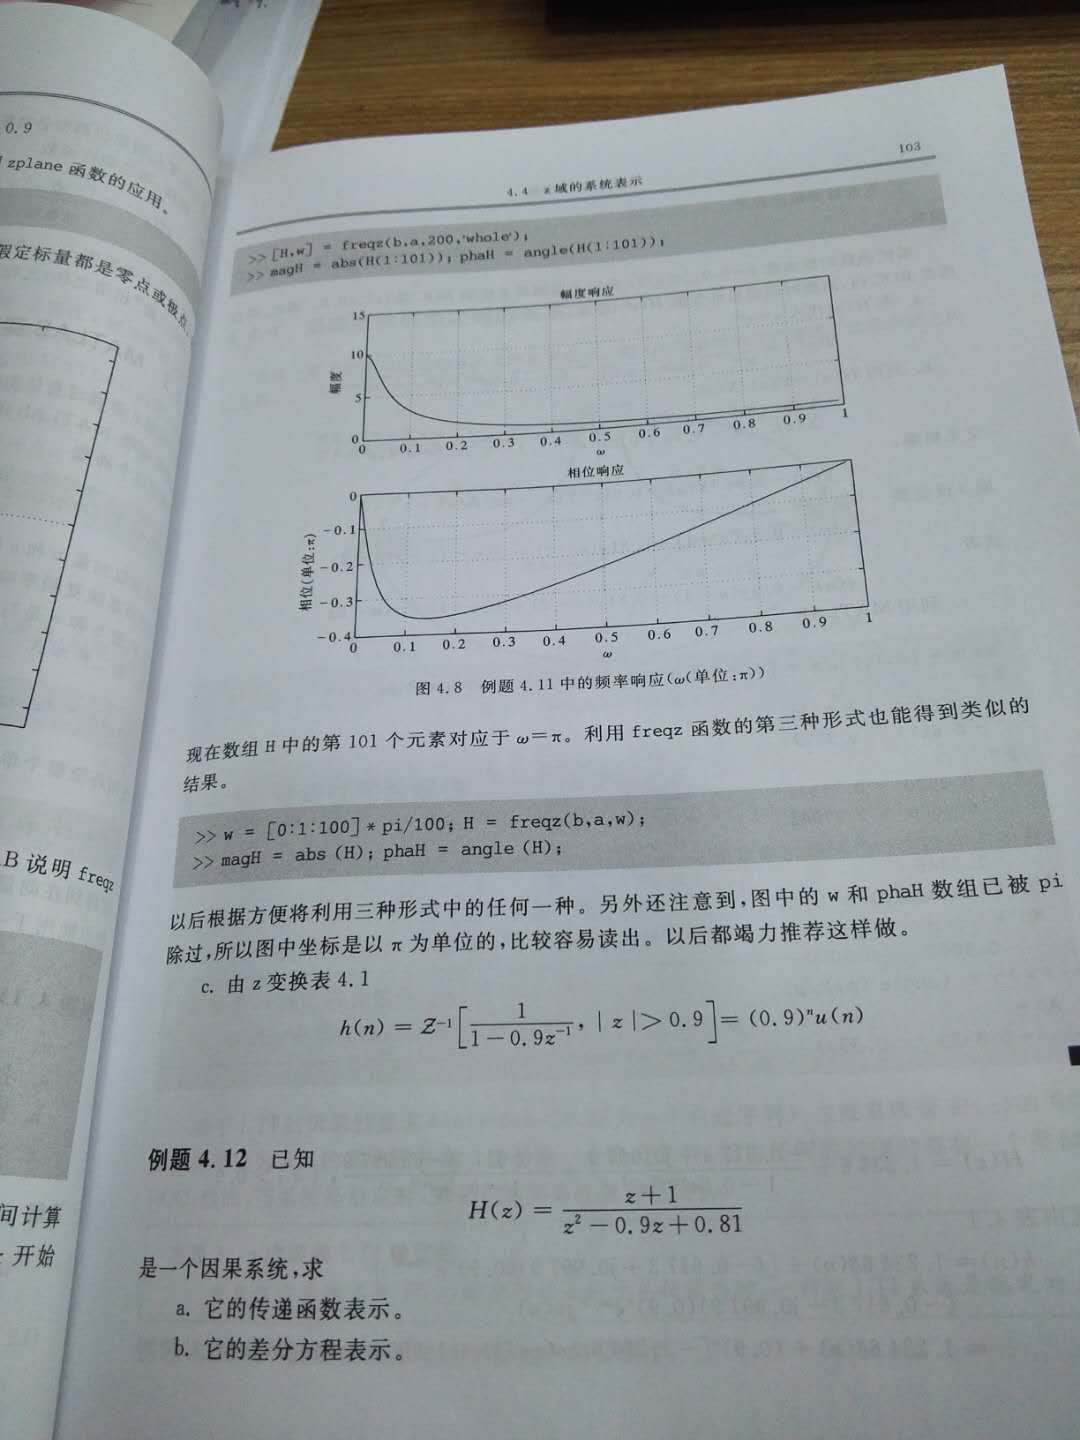 0.9
zplane 函数的应用。
假定标量都是零点或极点,
B 说明 freqz
间计算
: 开始
103
4.4 z 域的系统表示
>> [H,w] = freqz(b,a,200,'whole');
>> magH = abs(H(1:101)); phaH = angle(H(1:101));
幅度响应
幅度
15
10
5
0
0 0.1 0.2 0.3 0.4 0.5 0.6 0.7 0.8 0.9 1
ω
相位响应
相位(单位:π)
0
-0.1
-0.2
-0.3
-0.4
0 0.1 0.2 0.3 0.4 0.5 0.6 0.7 0.8 0.9 1
ω
图 4.8 例题 4.11 中的频率响应(ω(单位:π))
现在数组 H 中的第 101 个元素对应于 ω=π。利用 freqz 函数的第三种形式也能得到类似的
结果。
>> w = [0:1:100]*pi/100; H = freqz(b,a,w);
>> magH = abs (H); phaH = angle (H);
以后根据方便将利用三种形式中的任何一种。另外还注意到,图中的 w 和 phaH 数组已被 pi
除过,所以图中坐标是以 π 为单位的,比较容易读出。以后都竭力推荐这样做。
c. 由 z 变换表 4.1
h(n) = Z⁻¹[1/(1-0.9z⁻¹), |z|>0.9] = (0.9)ⁿu(n)
例题 4.12 已知
H(z) = (z+1)/(z²-0.9z+0.81)
是一个因果系统,求
a. 它的传递函数表示。
b. 它的差分方程表示。